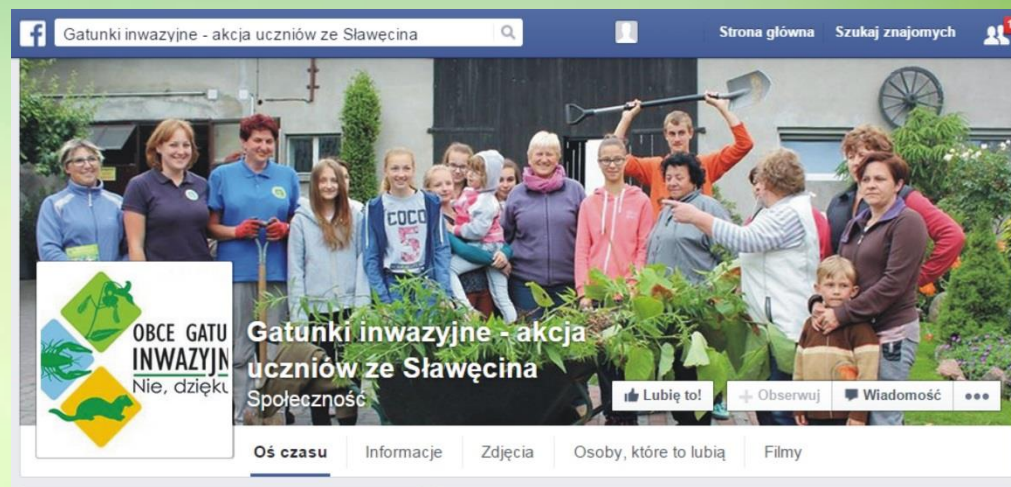 Gatunki inwazyjne - akcja uczniów ze Sławęcina
Strona główna
Szukaj znajomych
COCO
5
OBCE GATU
INWAZYJN
Nie, dzięku
Gatunki inwazyjne - akcja
uczniów ze Sławęcina
Społeczność
Lubię to!
Obserwuj
Wiadomość
Oś czasu
Informacje
Zdjęcia
Osoby, które to lubią
Filmy